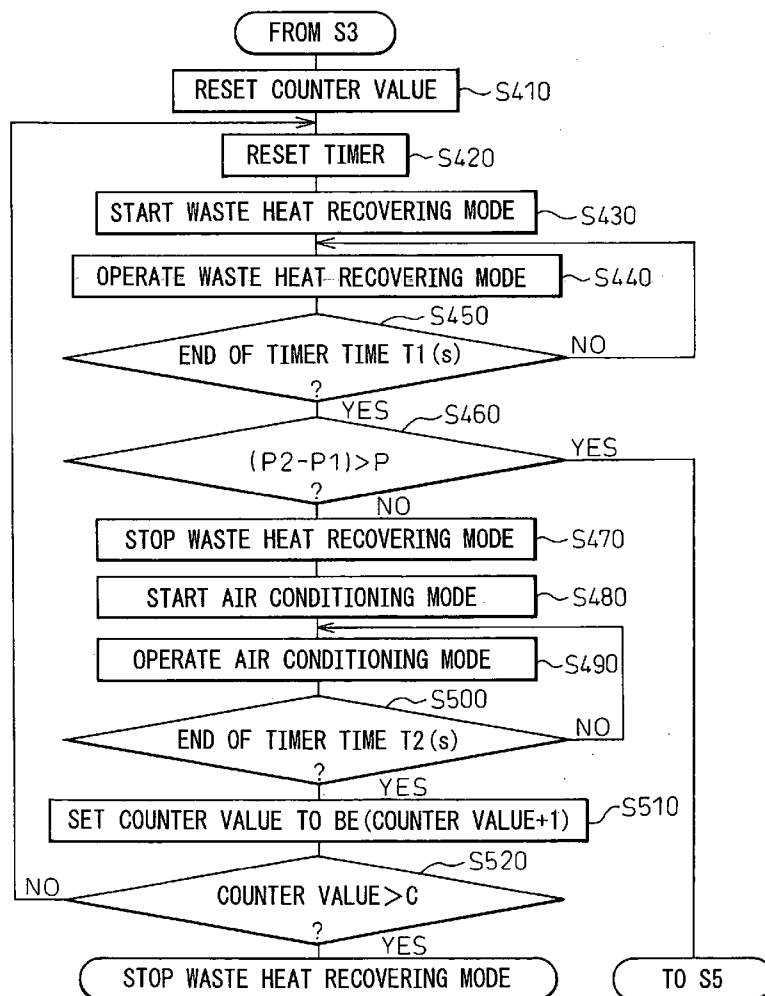 FROM S3
RESET COUNTER VALUE
S410
RESET TIMER
S420
START WASTE HEAT RECOVERING MODE
S430
OPERATE WASTE HEAT RECOVERING MODE
S440
S450
END OF TIMER TIME T1(s)
NO
?
YES
S460
(P2-P1)>P
YES
?
NO
STOP WASTE HEAT RECOVERING MODE
S470
START AIR CONDITIONING MODE
S480
OPERATE AIR CONDITIONING MODE
S490
S500
END OF TIMER TIME T2(s)
NO
?
YES
SET COUNTER VALUE TO BE(COUNTER VALUE+1)
S510
S520
NO
COUNTER VALUE>C
?
YES
STOP WASTE HEAT RECOVERING MODE
TO S5